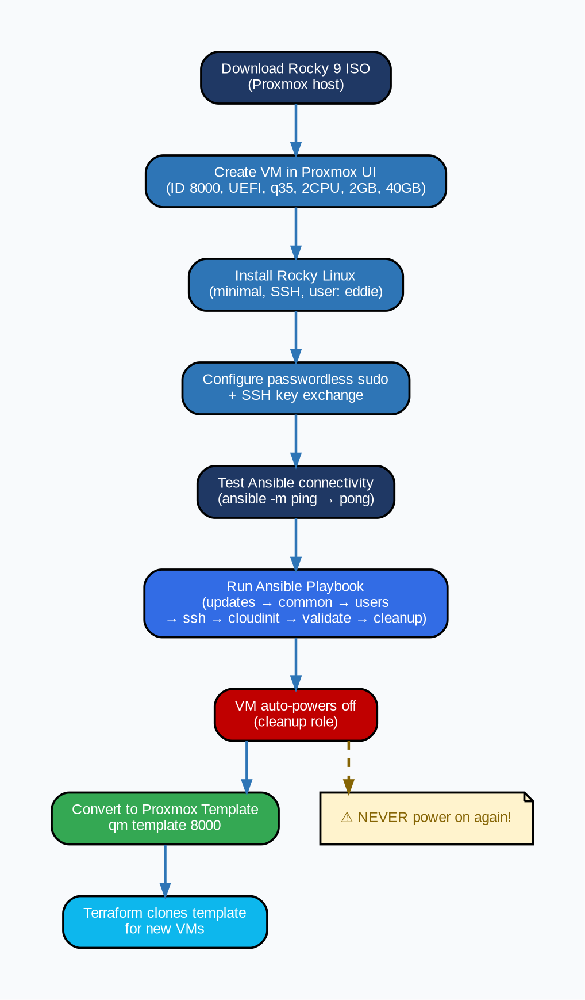 Download Rocky 9 ISO
(Proxmox host)
Create VM in Proxmox UI
(ID 8000, UEFI, q35, 2CPU, 2GB, 40GB)
Install Rocky Linux
(minimal, SSH, user: eddie)
Configure passwordless sudo
+ SSH key exchange
Test Ansible connectivity
(ansible -m ping → pong)
Run Ansible Playbook
(updates → common → users
→ ssh → cloudinit → validate → cleanup)
VM auto-powers off
(cleanup role)
Convert to Proxmox Template
qm template 8000
⚠ NEVER power on again!
Terraform clones template
for new VMs